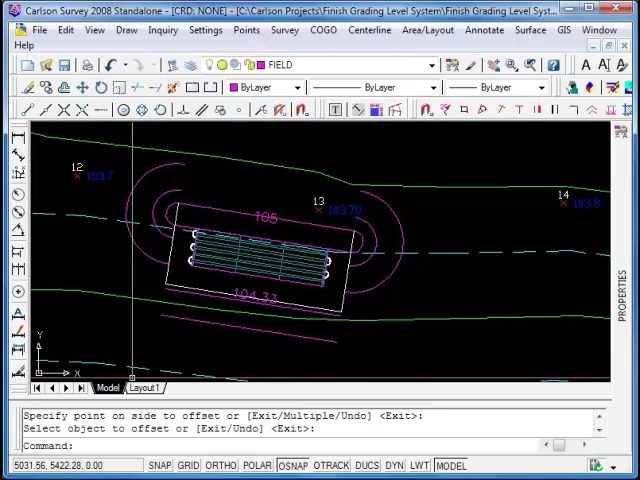 Carlson Survey 2008 Standalone - [CRD: NONE] - [C:\Carlson Projects\Finish Grading Level System\Finish Grading Level Syst...
File Edit View Draw Inquiry Settings Points Survey COGO Centerline Area/Layout Annotate Surface GIS Window
Help
FIELD
ByLayer ByLayer ByLayer
12
103.7
13
103.70
14
103.8
105
104.33
Y
X
PROPERTIES
Model Layout1
Specify point on side to offset or [Exit/Multiple/Undo] <Exit>:
Select object to offset or [Exit/Undo] <Exit>:
Command:
5031.56, 5422.28, 0.00 SNAP GRID ORTHO POLAR OSNAP OTRACK DUCS DYN LWT MODEL